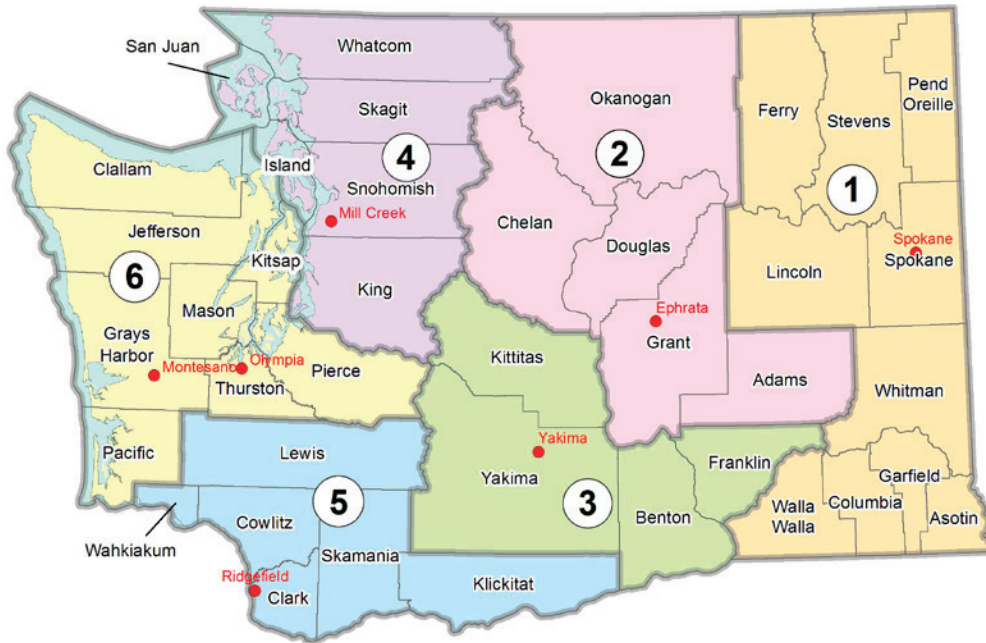 San Juan
Whatcom
Skagit
Island
4
Snohomish
Mill Creek
King
Okanogan
2
Chelan
Douglas
Ephrata
Grant
Adams
Ferry
Stevens
Pend
Oreille
1
Lincoln
Spokane
Spokane
Whitman
Garfield
Columbia
Walla
Walla
Asotin
Clallam
Jefferson
6
Kitsap
Mason
Grays
Harbor
Montesano
Olympia
Thurston
Pierce
Pacific
Kittitas
Yakima
Yakima
3
Benton
Franklin
Lewis
5
Cowlitz
Wahkiakum
Skamania
Ridgefield
Clark
Klickitat